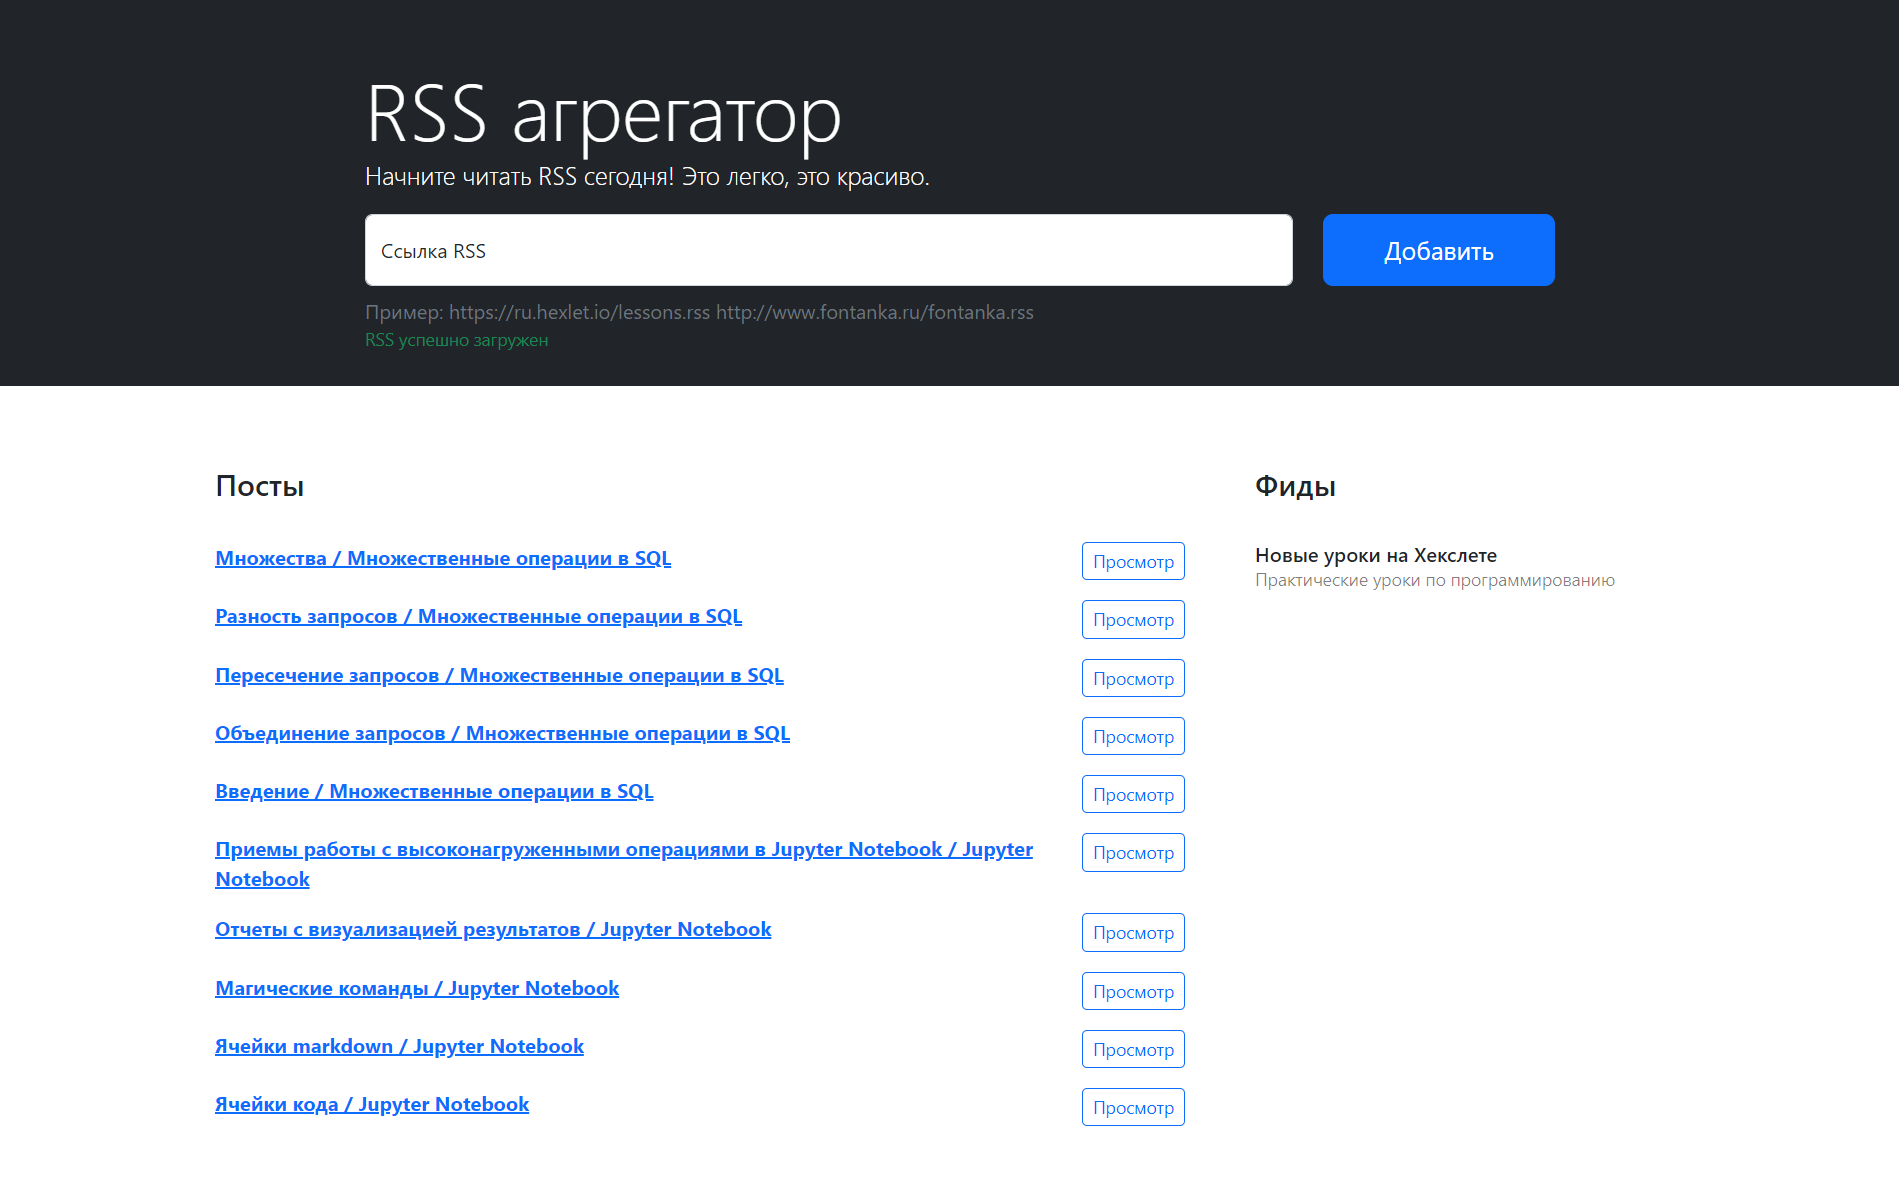 RSS агрегатор
Начните читать RSS сегодня! Это легко, это красиво.
Ссылка RSS
Добавить
Пример: https://ru.hexlet.io/lessons.rss http://www.fontanka.ru/fontanka.rss
RSS успешно загружен
Посты
Множества / Множественные операции в SQL
Просмотр
Разность запросов / Множественные операции в SQL
Просмотр
Пересечение запросов / Множественные операции в SQL
Просмотр
Объединение запросов / Множественные операции в SQL
Просмотр
Введение / Множественные операции в SQL
Просмотр
Приемы работы с высоконагруженными операциями в Jupyter Notebook / Jupyter
Notebook
Просмотр
Отчеты с визуализацией результатов / Jupyter Notebook
Просмотр
Магические команды / Jupyter Notebook
Просмотр
Ячейки markdown / Jupyter Notebook
Просмотр
Ячейки кода / Jupyter Notebook
Просмотр
Фиды
Новые уроки на Хекслете
Практические уроки по программированию